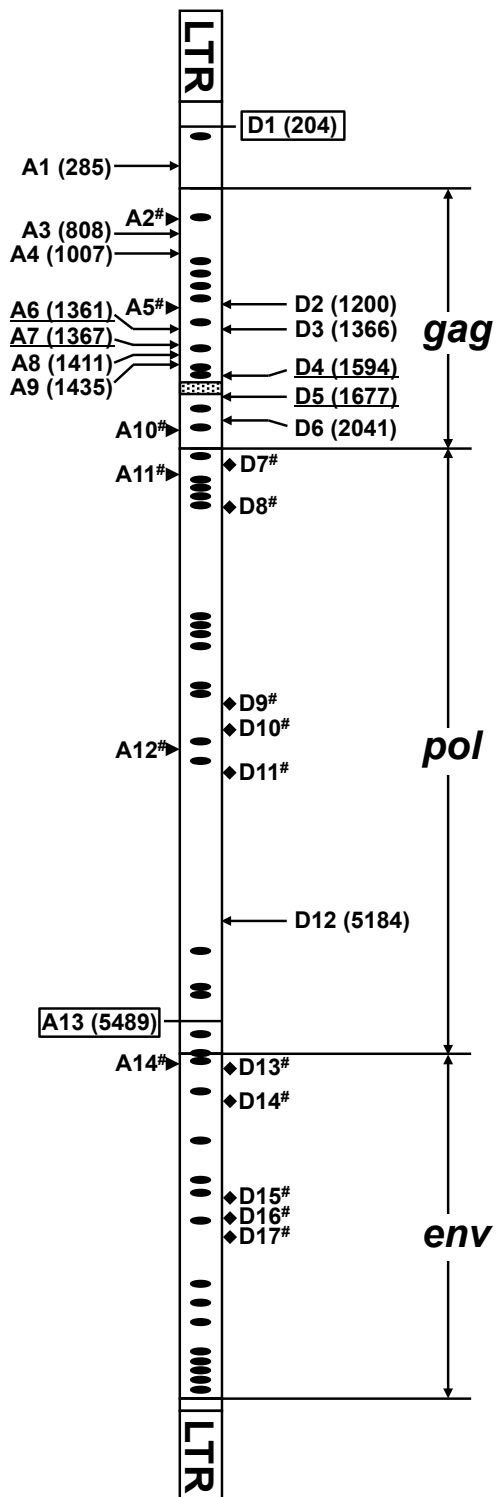 LTR
D1 (204)
A1 (285)
A2#
A3 (808)
A4 (1007)
A5#
D2 (1200)
A6 (1361)
D3 (1366)
gag
A7 (1367)
A8 (1411)
D4 (1594)
A9 (1435)
D5 (1677)
A10#
D6 (2041)
A11#
D7#
D8#
D9#
D10#
A12#
pol
D11#
D12 (5184)
A13 (5489)
A14#
D13#
D14#
D15#
D16#
D17#
env
LTR